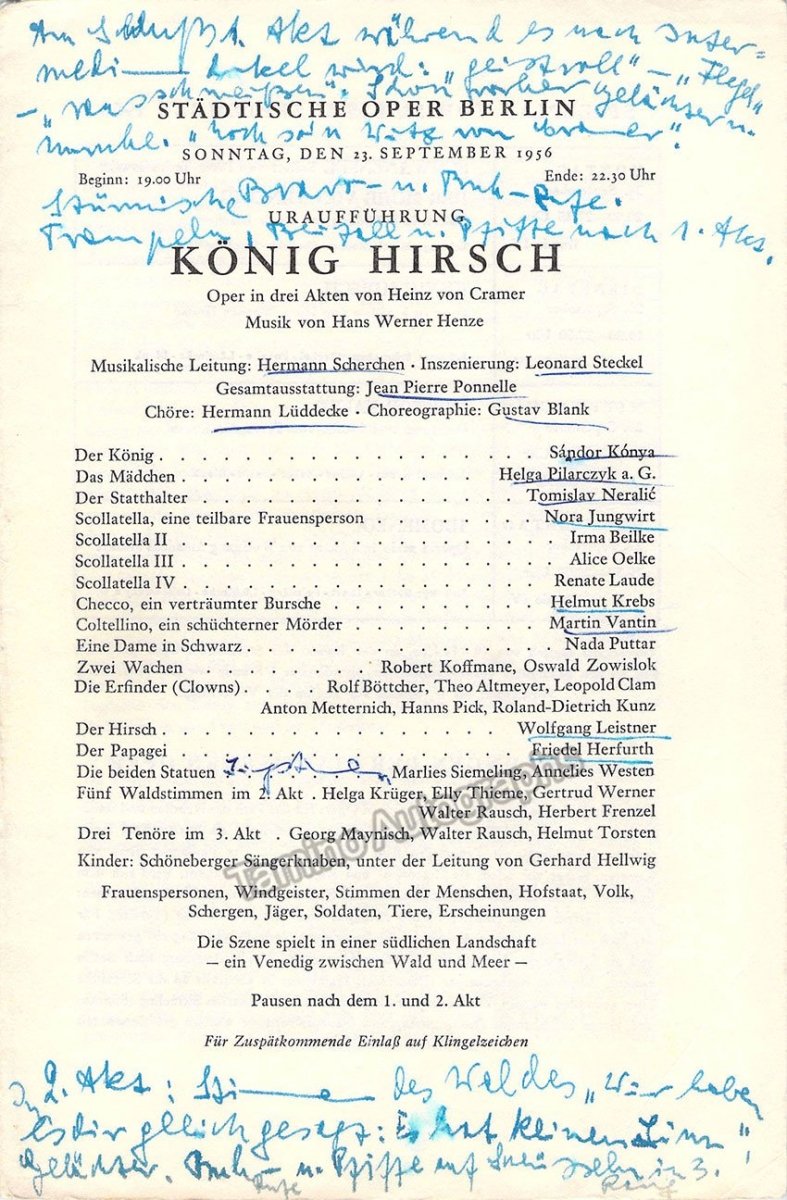 Am Schluß 1. Akt während es nach Inter=
medi dunkel wird: "geistvoll" – "Flegel"
– "rausschmeißen". Schon vorher Gelächter u.
STÄDTISCHE OPER BERLIN
"Noch so'n Witz von Cramer".
SONNTAG, DEN 23. SEPTEMBER 1956
Beginn: 19.00 Uhr Ende: 22.30 Uhr
Stürmische Bravo- u. Buh-Rufe.
URAUFFÜHRUNG
Trampeln, Beifall u. Pfiffe nach 1. Akt.
KÖNIG HIRSCH
Oper in drei Akten von Heinz von Cramer
Musik von Hans Werner Henze
Musikalische Leitung: Hermann Scherchen · Inszenierung: Leonard Steckel
Gesamtausstattung: Jean Pierre Ponnelle
Chöre: Hermann Lüddecke · Choreographie: Gustav Blank
Der König . . . . . . . . . . . . . . . . . . Sándor Kónya
Das Mädchen . . . . . . . . . . . . . . . Helga Pilarczyk a. G.
Der Statthalter . . . . . . . . . . . . . . . . Tomislav Neralić
Scollatella, eine teilbare Frauensperson . . . . . . . Nora Jungwirt
Scollatella II . . . . . . . . . . . . . . . . . . Irma Beilke
Scollatella III . . . . . . . . . . . . . . . . . . Alice Oelke
Scollatella IV . . . . . . . . . . . . . . . . . Renate Laude
Checco, ein verträumter Bursche . . . . . . . . . . Helmut Krebs
Coltellino, ein schüchterner Mörder . . . . . . . . . Martin Vantin
Eine Dame in Schwarz . . . . . . . . . . . . . . Nada Puttar
Zwei Wachen . . . . . . . Robert Koffmane, Oswald Zowislok
Die Erfinder (Clowns) . . . . Rolf Böttcher, Theo Altmeyer, Leopold Clam
Anton Metternich, Hanns Pick, Roland-Dietrich Kunz
Der Hirsch . . . . . . . . . . . . . . . . . Wolfgang Leistner
Der Papagei . . . . . . . . . . . . . . . . . Friedel Herfurth
Die beiden Statuen . . . . . . . . Marlies Siemeling, Annelies Westen
Fünf Waldstimmen im 2. Akt . Helga Krüger, Elly Thieme, Gertrud Werner
Walter Rausch, Herbert Frenzel
Drei Tenöre im 3. Akt . Georg Maynisch, Walter Rausch, Helmut Torsten
Tamino Autographs
Kinder: Schöneberger Sängerknaben, unter der Leitung von Gerhard Hellwig
Frauenspersonen, Windgeister, Stimmen der Menschen, Hofstaat, Volk,
Schergen, Jäger, Soldaten, Tiere, Erscheinungen
Die Szene spielt in einer südlichen Landschaft
— ein Venedig zwischen Wald und Meer —
Pausen nach dem 1. und 2. Akt
Für Zuspätkommende Einlaß auf Klingelzeichen
In 2. Akt: Stimmen des Waldes "Wir haben
es dir gleich gesagt: Es hat keinen Sinn"!
Gelächter. Buh- u. Pfiffe auf in 3.
Rufe Rang